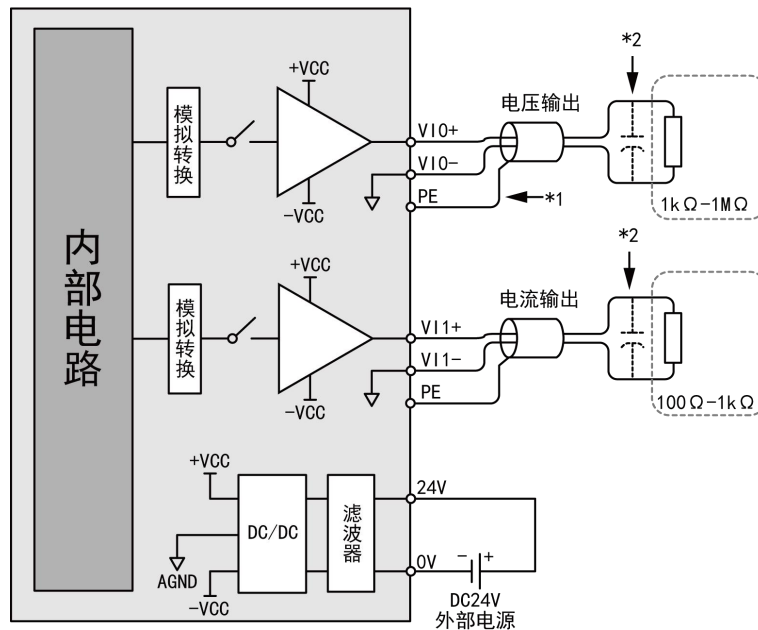 内部电路
模拟转换
+VCC
-VCC
VI0+
VI0-
PE
电压输出
*1
*2
1kΩ-1MΩ
模拟转换
+VCC
-VCC
VI1+
VI1-
PE
电流输出
*2
100Ω-1kΩ
+VCC
AGND
-VCC
DC/DC
滤波器
24V
0V
- +
DC24V
外部电源